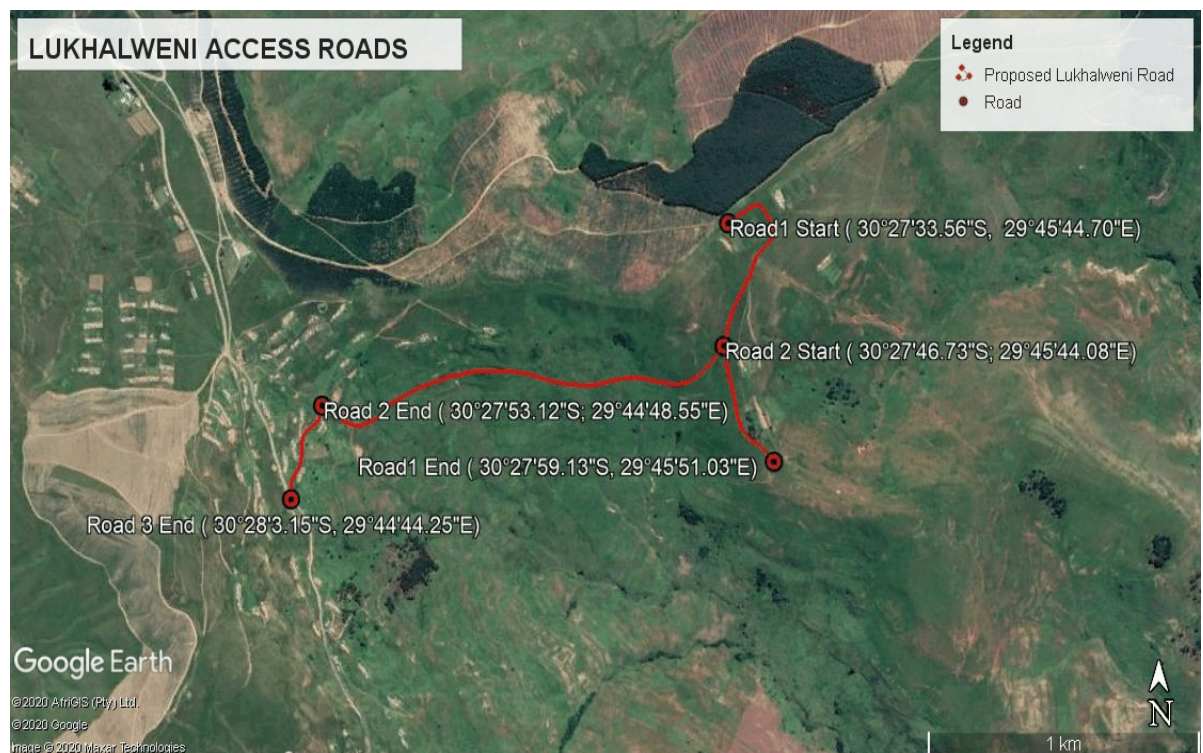 LUKHALWENI ACCESS ROADS
Legend
Proposed Lukhalweni Road
Road
Road1 Start ( 30°27'33.56"S, 29°45'44.70"E)
Road 2 Start ( 30°27'46.73"S; 29°45'44.08"E)
Road 2 End ( 30°27'53.12"S; 29°44'48.55"E)
Road1 End ( 30°27'59.13"S, 29°45'51.03"E)
Road 3 End ( 30°28'3.15"S, 29°44'44.25"E)
Google Earth
©2020 AfriGIS (Pty) Ltd.
©2020 Google
Image © 2020 Maxar Technologies
N
1 km